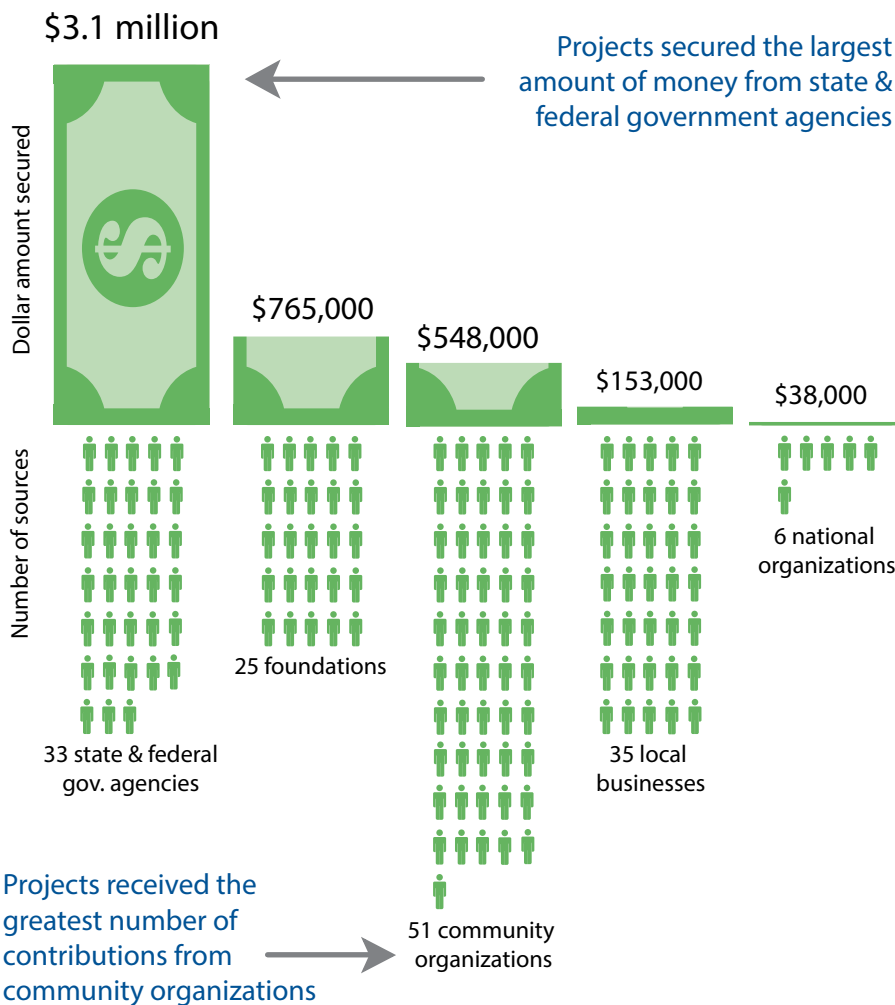 $3.1 million
Projects secured the largest
amount of money from state &
federal government agencies
Dollar amount secured
$
$765,000
$548,000
$153,000
$38,000
Number of sources
6 national
organizations
25 foundations
33 state & federal
gov. agencies
35 local
businesses
Projects received the
greatest number of
contributions from
community organizations
51 community
organizations